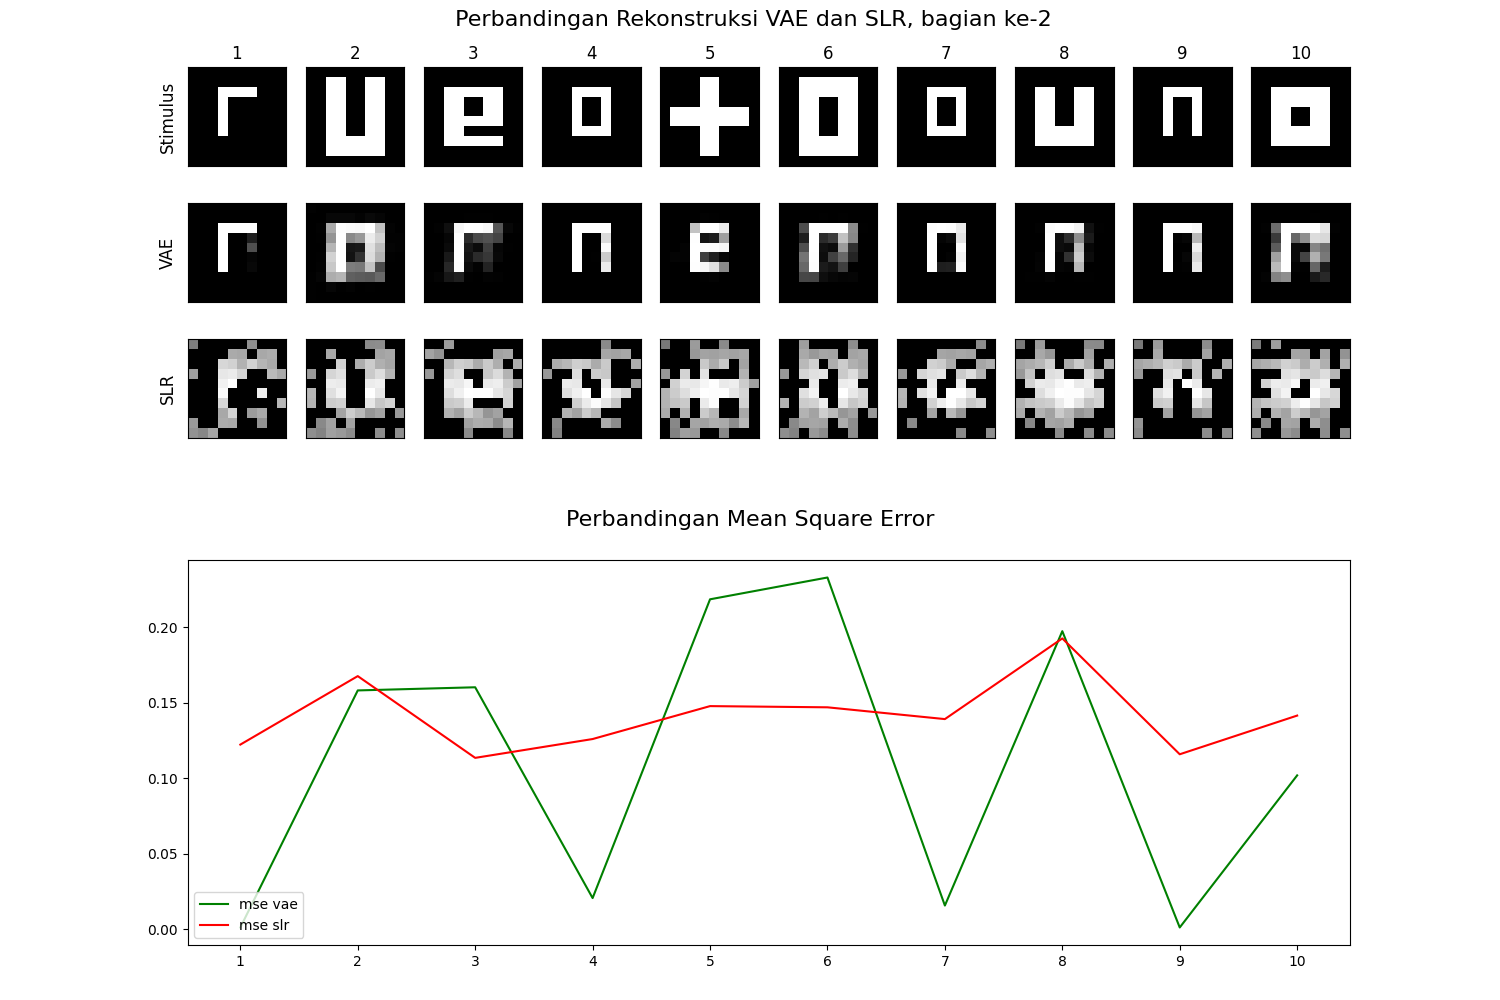 Perbandingan Rekonstruksi VAE dan SLR, bagian ke-2
1 2 3 4 5 6 7 8 9 10
Stimulus
VAE
SLR
Perbandingan Mean Square Error
0.20
0.15
0.10
0.05
0.00
mse vae
mse slr
1 2 3 4 5 6 7 8 9 10